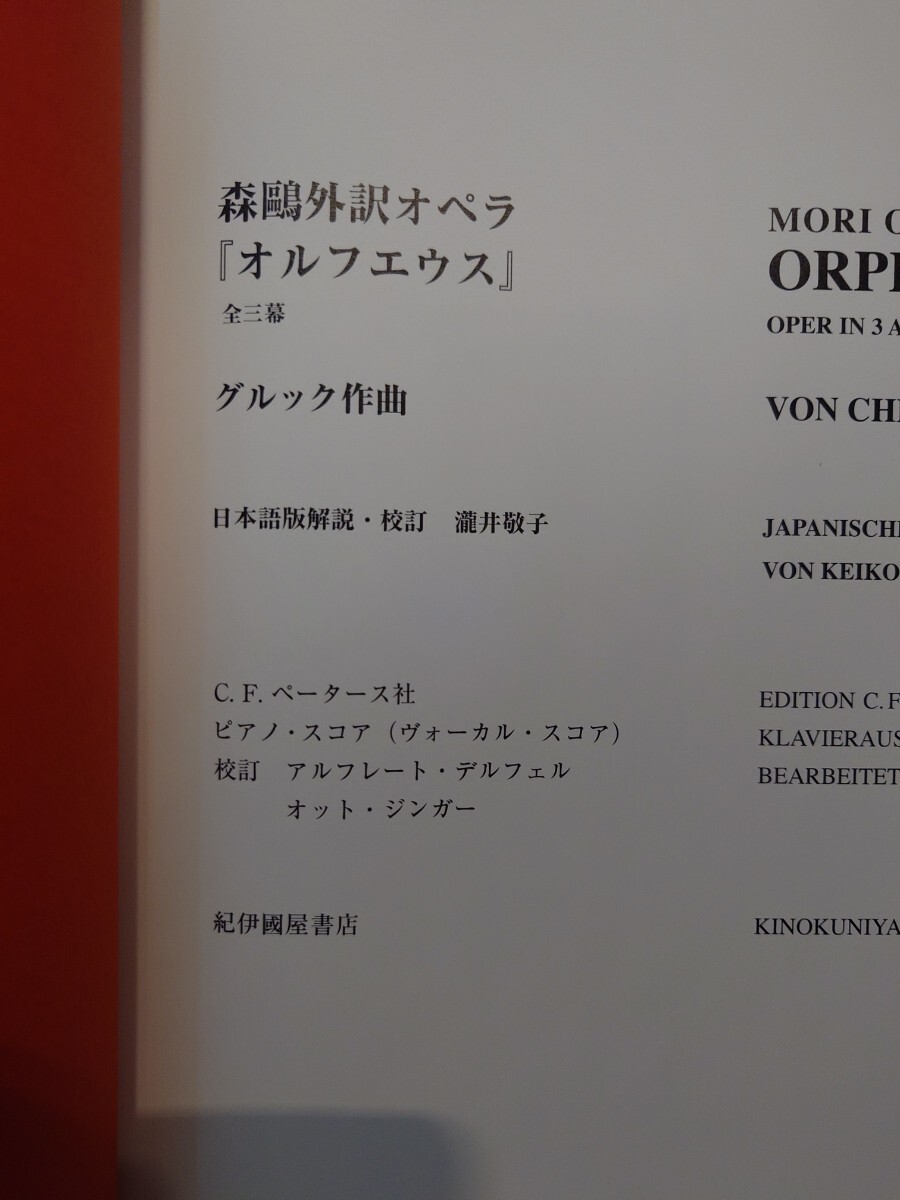 森鷗外訳オペラ
『オルフエウス』
全三幕
グルック作曲
日本語版解説・校訂 瀧井敬子
C. F. ペータース社
ピアノ・スコア（ヴォーカル・スコア）
校訂 アルフレート・デルフェル
オット・ジンガー
紀伊國屋書店
MORI O
ORPH
OPER IN 3 A
VON CH
JAPANISCH
VON KEIKO
EDITION C. F
KLAVIERAUS
BEARBEITET
KINOKUNIYA